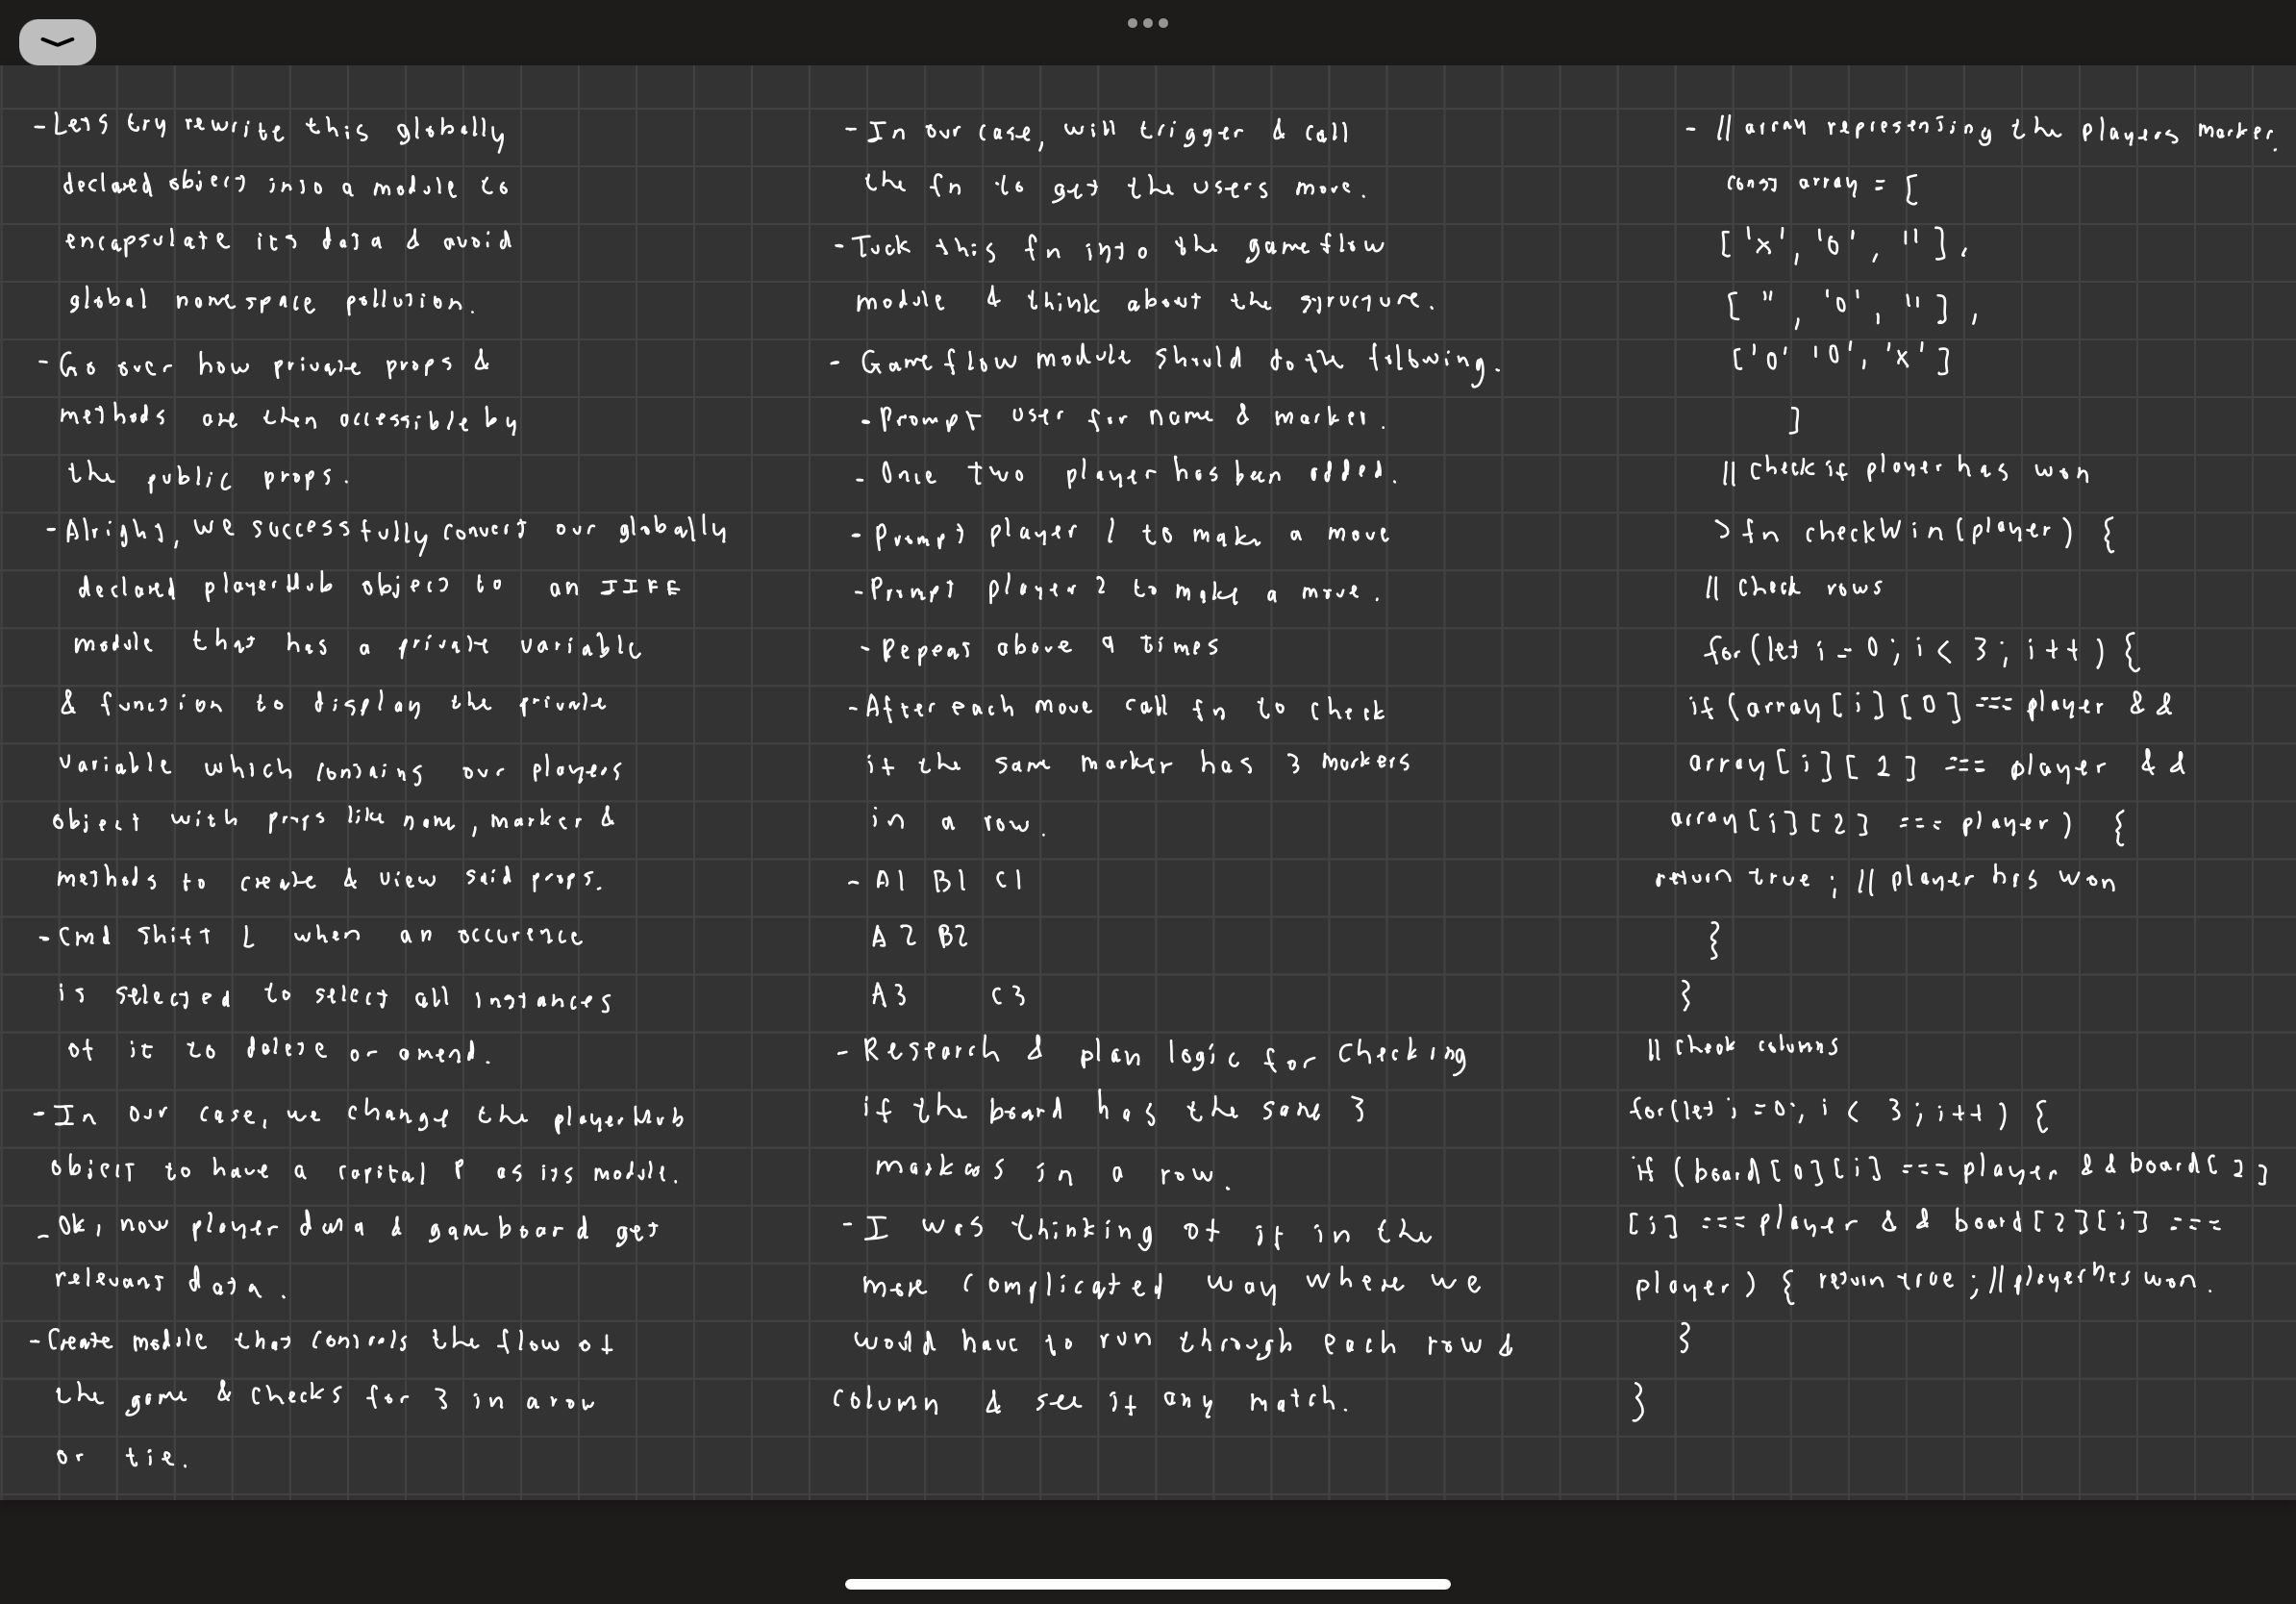 - Lets try rewrite this globally
declared object into a module to
encapsulate its data & avoid
global namespace pollution.
- Go over how private props &
methods are then accessible by
the public props.
- Alright, we successfully convert our globally
declared playerHub object to an IIFE
module that has a private variable
& function to display the private
variable which contains our players
object with props like name, marker &
methods to create & view said props.
- Cmd Shift L when an occurence
is selected to select all instances
of it to delete or amend.
- In our case, we change the playerHub
object to have a capital P as its module.
- Ok, now player data & gameboard get
relevant data.
- Create module that controls the flow of
the game & checks for 3 in a row
or tie.
- In our case, will trigger & call
the fn to get the users move.
- Tuck this fn into the gameflow
module & think about the structure.
- Gameflow module should do the following.
- Prompt user for name & marker.
- Once two player has been added.
- Prompt player 1 to make a move
- Prompt player 2 to make a move.
- Repeat above 9 times
- After each move call fn to check
if the same marker has 3 markers
in a row.
- A1 B1 C1
A2 B2
A3 C3
- Research & plan logic for checking
if the board has the same 3
markers in a row.
- I was thinking of it in the
more complicated way where we
would have to run through each row &
column & see if any match.
- // array representing the players marker.
const array = [
['x', 'o', ''],
['', 'o', ''],
['o' 'o', 'x']
]
// check if player has won
> fn checkWin(player) {
// check rows
for(let i = 0; i < 3; i++) {
if (array[i][0] === player &&
array[i][1] === player &&
array[i][2] === player) {
return true; // player has won
}
}
// check columns
for(let i = 0; i < 3; i++) {
if (board[0][i] === player && board[1]
[i] === player && board[2][i] ===
player) { return true; // player has won.
}
}